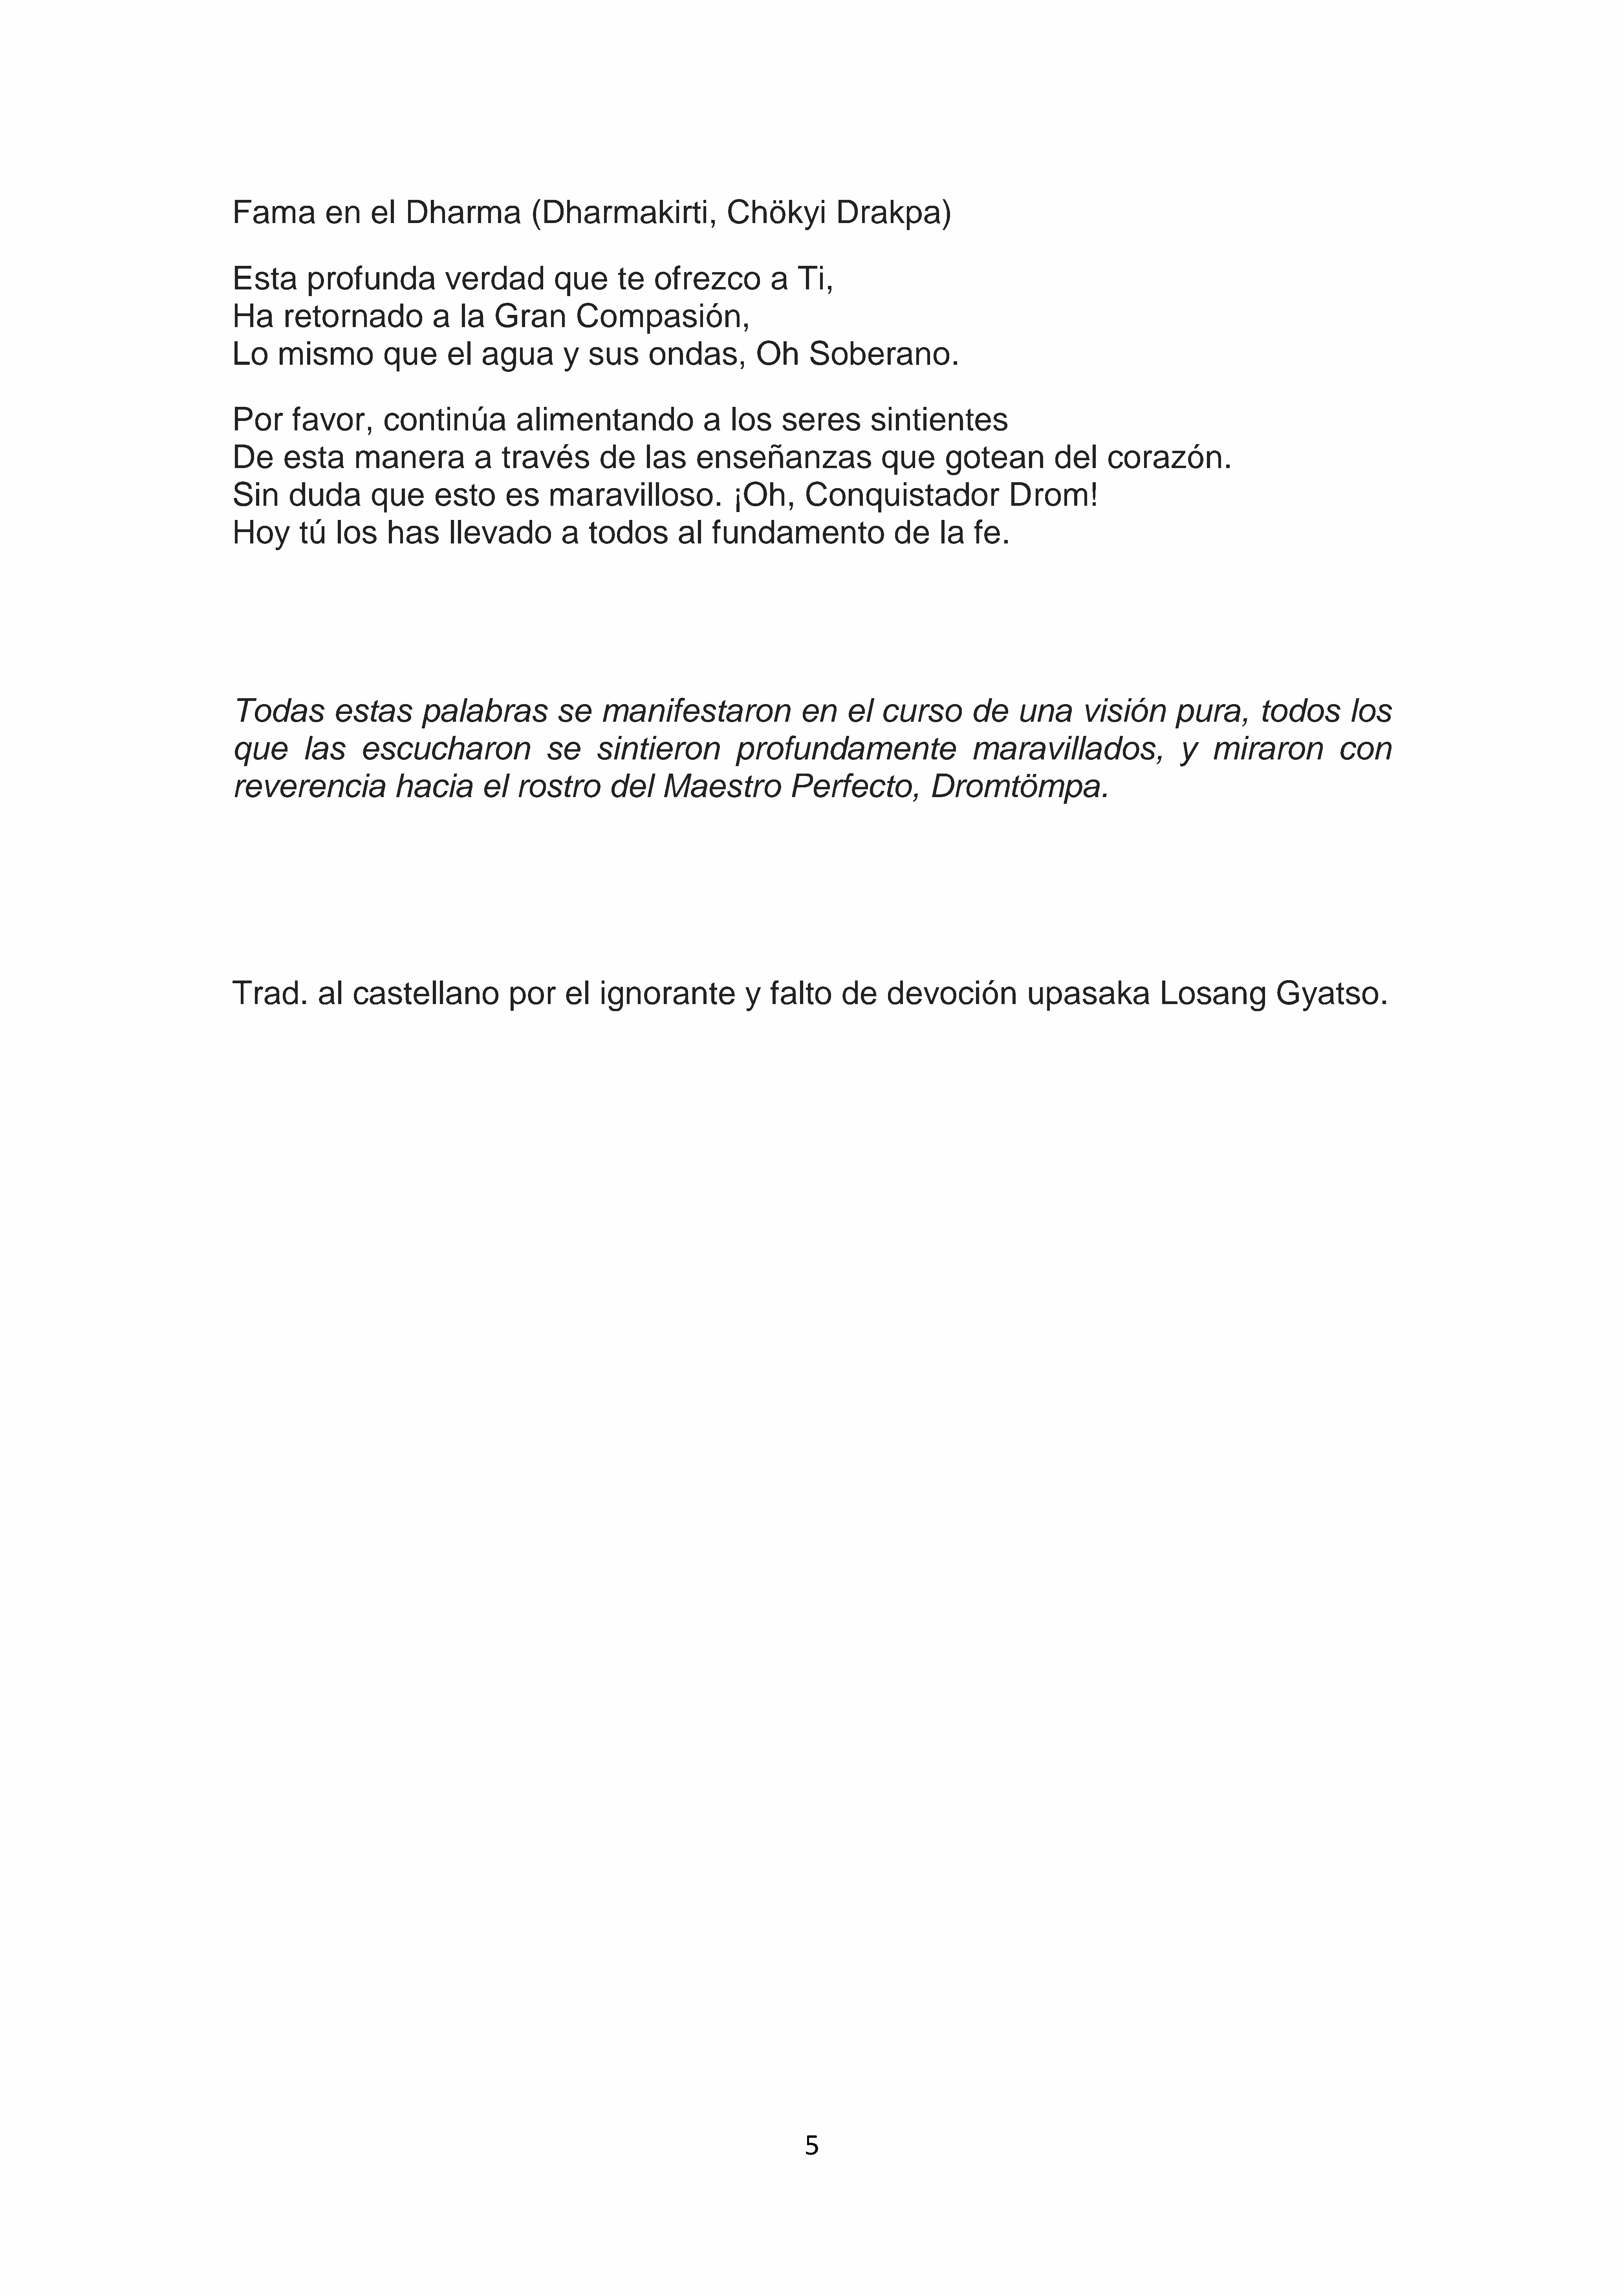 Fama en el Dharma (Dharmakirti, Chökyi Drakpa)
Esta profunda verdad que te ofrezco a Ti,
Ha retornado a la Gran Compasión,
Lo mismo que el agua y sus ondas, Oh Soberano.
Por favor, continúa alimentando a los seres sintientes
De esta manera a través de las enseñanzas que gotean del corazón.
Sin duda que esto es maravilloso. ¡Oh, Conquistador Drom!
Hoy tú los has llevado a todos al fundamento de la fe.
Todas estas palabras se manifestaron en el curso de una visión pura, todos los
que las escucharon se sintieron profundamente maravillados, y miraron con
reverencia hacia el rostro del Maestro Perfecto, Dromtömpa.
Trad. al castellano por el ignorante y falto de devoción upasaka Losang Gyatso.
5